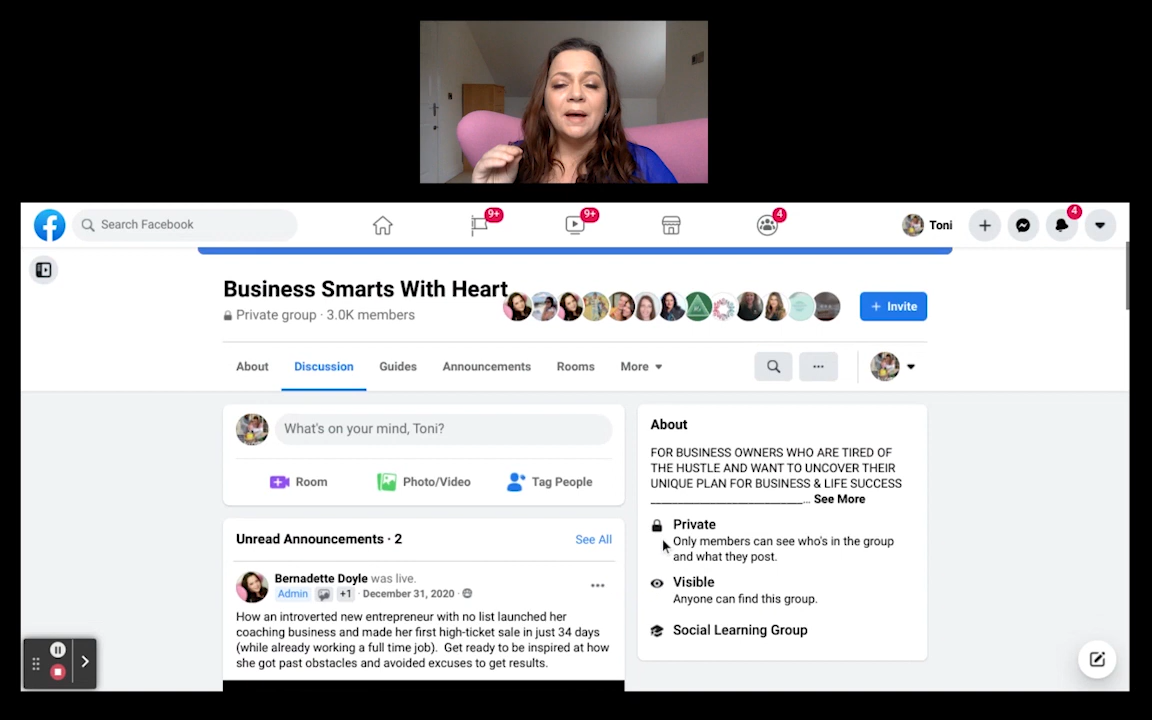 Search Facebook
9+
9+
4
Toni
4
Business Smarts With Heart
Private group · 3.0K members
+ Invite
About
Discussion
Guides
Announcements
Rooms
More
What's on your mind, Toni?
Room
Photo/Video
Tag People
Unread Announcements · 2
See All
Bernadette Doyle was live.
Admin
+1 · December 31, 2020 ·
How an introverted new entrepreneur with no list launched her
coaching business and made her first high-ticket sale in just 34 days
(while already working a full time job). Get ready to be inspired at how
she got past obstacles and avoided excuses to get results.
About
FOR BUSINESS OWNERS WHO ARE TIRED OF
THE HUSTLE AND WANT TO UNCOVER THEIR
UNIQUE PLAN FOR BUSINESS & LIFE SUCCESS
___________________________... See More
Private
Only members can see who's in the group
and what they post.
Visible
Anyone can find this group.
Social Learning Group